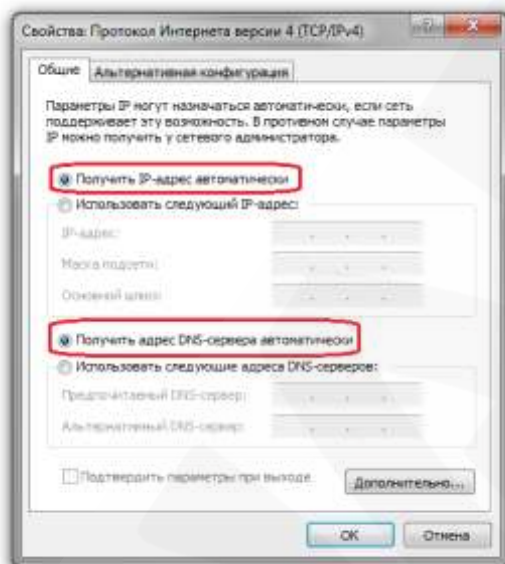 Свойства: Протокол Интернета версии 4 (TCP/IPv4)
Общие
Альтернативная конфигурация
Параметры IP могут назначаться автоматически, если сеть
поддерживает эту возможность. В противном случае параметры
IP можно получить у сетевого администратора.
Получить IP-адрес автоматически
Использовать следующий IP-адрес:
IP-адрес:
Маска подсети:
Основной шлюз:
Получить адрес DNS-сервера автоматически
Использовать следующие адреса DNS-серверов:
Предпочитаемый DNS-сервер:
Альтернативный DNS-сервер:
Подтвердить параметры при выходе
Дополнительно...
OK
Отмена